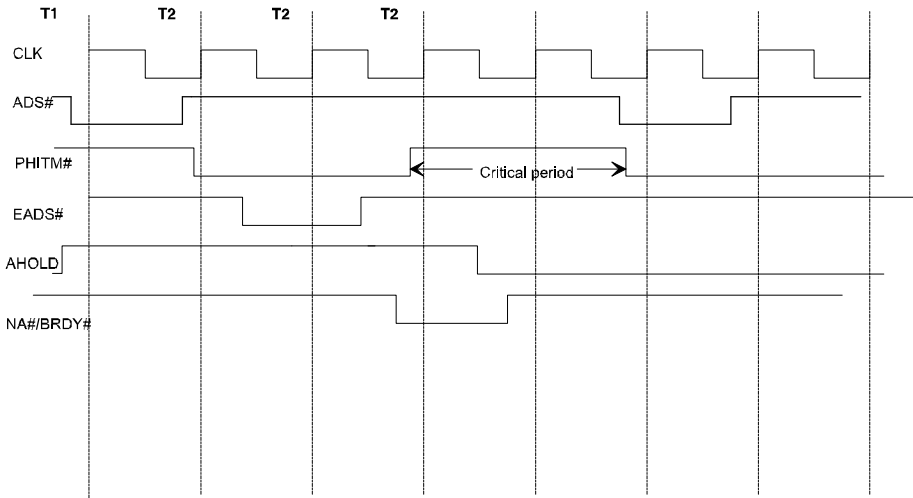 T1 T2 T2 T2
CLK
ADS#
PHITM#
Critical period
EADS#
AHOLD
NA#/BRDY#